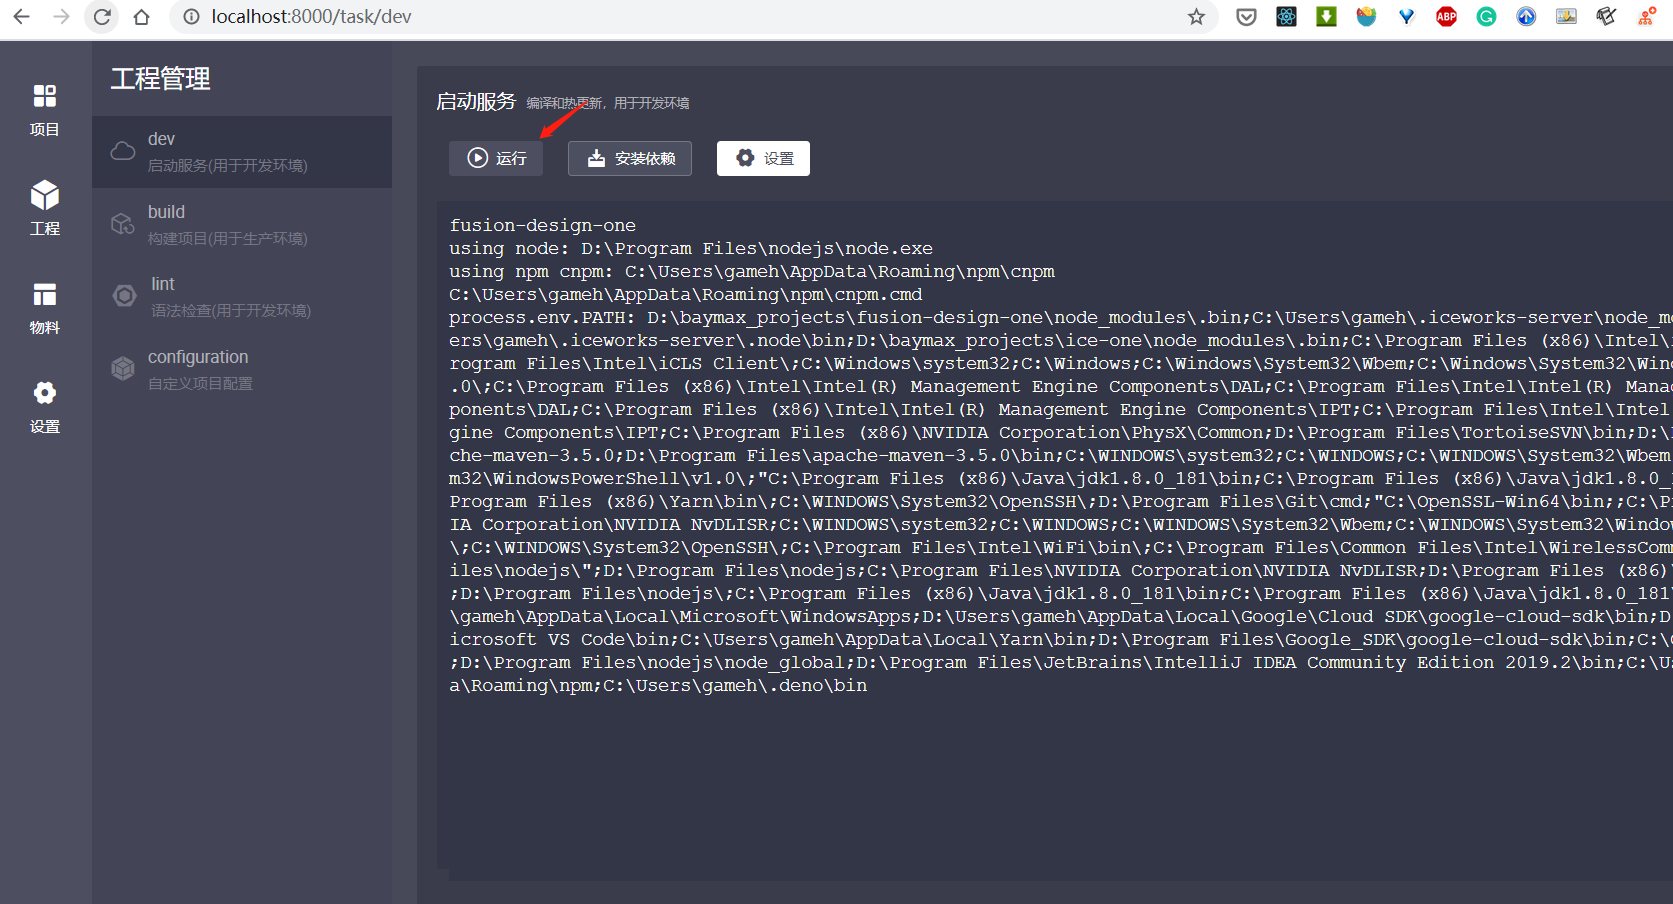 localhost:8000/task/dev
ABP
项目
工程
物料
设置
工程管理
dev
启动服务(用于开发环境)
build
构建项目(用于生产环境)
lint
语法检查(用于开发环境)
configuration
自定义项目配置
启动服务 编译和热更新，用于开发环境
运行 安装依赖 设置
fusion-design-one
using node: D:\Program Files\nodejs\node.exe
using npm cnpm: C:\Users\gameh\AppData\Roaming\npm\cnpm
C:\Users\gameh\AppData\Roaming\npm\cnpm.cmd
process.env.PATH: D:\baymax_projects\fusion-design-one\node_modules\.bin;C:\Users\gameh\.iceworks-server\node_mo
ers\gameh\.iceworks-server\.node\bin;D:\baymax_projects\ice-one\node_modules\.bin;C:\Program Files (x86)\Intel\i
rogram Files\Intel\iCLS Client\;C:\Windows\system32;C:\Windows;C:\Windows\System32\Wbem;C:\Windows\System32\Wind
.0\;C:\Program Files (x86)\Intel\Intel(R) Management Engine Components\DAL;C:\Program Files\Intel\Intel(R) Manag
ponents\DAL;C:\Program Files (x86)\Intel\Intel(R) Management Engine Components\IPT;C:\Program Files\Intel\Intel
gine Components\IPT;C:\Program Files (x86)\NVIDIA Corporation\PhysX\Common;D:\Program Files\TortoiseSVN\bin;D:\
che-maven-3.5.0;D:\Program Files\apache-maven-3.5.0\bin;C:\WINDOWS\system32;C:\WINDOWS;C:\WINDOWS\System32\Wbem
m32\WindowsPowerShell\v1.0\;"C:\Program Files (x86)\Java\jdk1.8.0_181\bin;C:\Program Files (x86)\Java\jdk1.8.0_1
Program Files (x86)\Yarn\bin\;C:\WINDOWS\System32\OpenSSH\;D:\Program Files\Git\cmd;"C:\OpenSSL-Win64\bin;;C:\P
IA Corporation\NVIDIA NvDLISR;C:\WINDOWS\system32;C:\WINDOWS;C:\WINDOWS\System32\Wbem;C:\WINDOWS\System32\Window
\;C:\WINDOWS\System32\OpenSSH\;C:\Program Files\Intel\WiFi\bin\;C:\Program Files\Common Files\Intel\WirelessComm
iles\nodejs\";D:\Program Files\nodejs;C:\Program Files\NVIDIA Corporation\NVIDIA NvDLISR;D:\Program Files (x86)\
;D:\Program Files\nodejs\;C:\Program Files (x86)\Java\jdk1.8.0_181\bin;C:\Program Files (x86)\Java\jdk1.8.0_181\
\gameh\AppData\Local\Microsoft\WindowsApps;D:\Users\gameh\AppData\Local\Google\Cloud SDK\google-cloud-sdk\bin;D:
icrosoft VS Code\bin;C:\Users\gameh\AppData\Local\Yarn\bin;D:\Program Files\Google_SDK\google-cloud-sdk\bin;C:\
;D:\Program Files\nodejs\node_global;D:\Program Files\JetBrains\IntelliJ IDEA Community Edition 2019.2\bin;C:\Us
a\Roaming\npm;C:\Users\gameh\.deno\bin